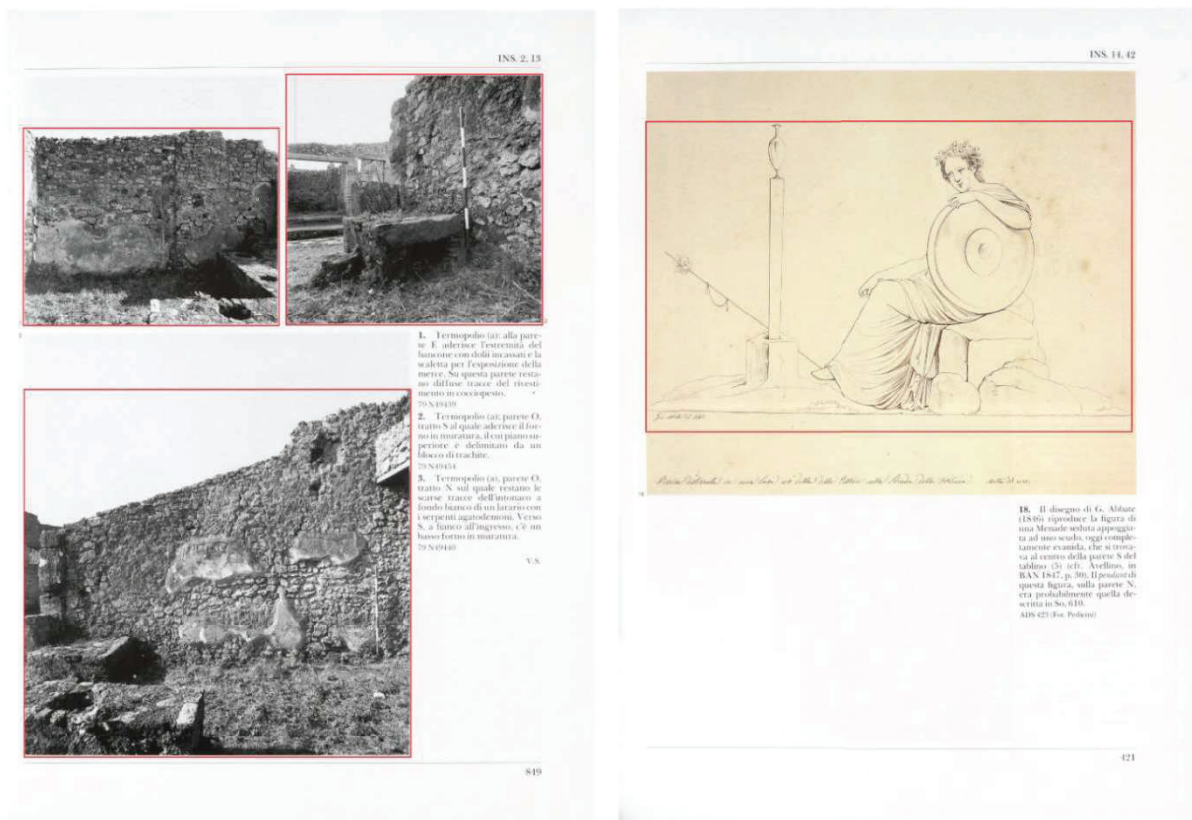 INS. 2, 13
1. Termopolio (a): alla pare-
te E aderisce l'estremità del
bancone con dolii incassati e la
scaletta per l'esposizione della
merce. Su questa parete resta-
no diffuse tracce del rivesti-
mento in cocciopesto.
79 N49439
2. Termopolio (a); parete O,
tratto S al quale aderisce il for-
no in muratura, il cui piano su-
periore è delimitato da un
blocco di trachite.
79 N49454
3. Termopolio (a), parete O,
tratto N sul quale restano le
scarse tracce dell'intonaco a
fondo bianco di un larario con
i serpenti agatodemoni. Verso
S, a fianco all'ingresso, c'è un
basso forno in muratura.
79 N49440
V.S.
849
INS. 14, 42
18. Il disegno di G. Abbate
(1846) riproduce la figura di
una Menade seduta appoggia-
ta ad uno scudo, oggi comple-
tamente evanida, che si trova-
va al centro della parete S del
tablino (5) (cfr. Avellino, in
BAN 1847, p. 30). Il pendant di
questa figura, sulla parete N,
era probabilmente quella de-
scritta in So, 610.
ADS 423 (Fot. Pedicini)
421